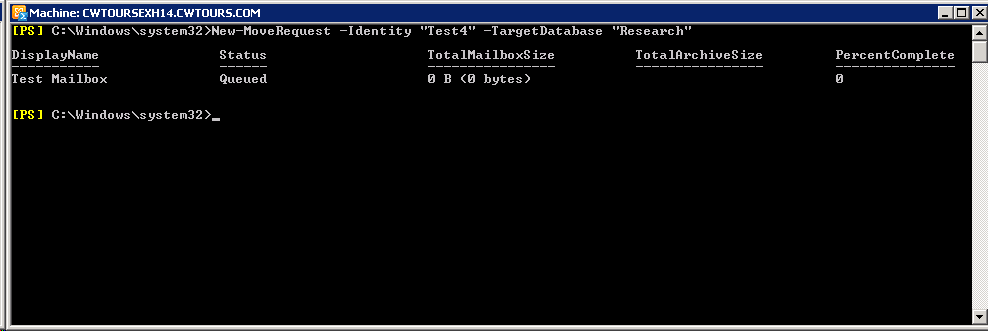 Machine: CWTOURSEXH14.CWTOURS.COM
[PS] C:\Windows\system32>New-MoveRequest -Identity "Test4" -TargetDatabase "Research"
DisplayName Status TotalMailboxSize TotalArchiveSize PercentComplete
----------- ------ ---------------- ---------------- ---------------
Test Mailbox Queued 0 B (0 bytes) 0
[PS] C:\Windows\system32>_